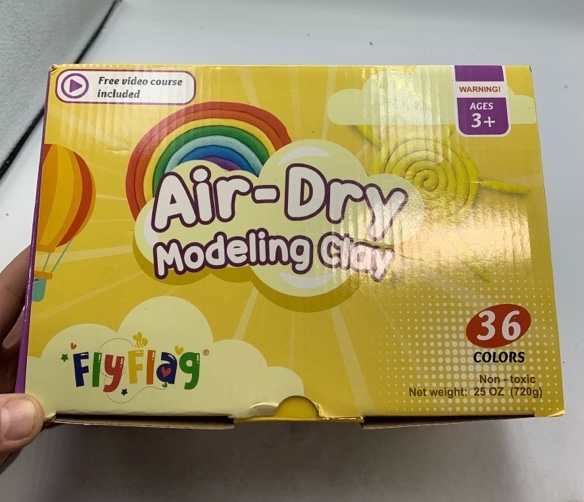 Free video course
included
WARNING!
AGES
3+
Air-Dry
Modeling Clay
36
COLORS
FlyFlag®
Non-toxic
Net weight: 25 OZ (720g)